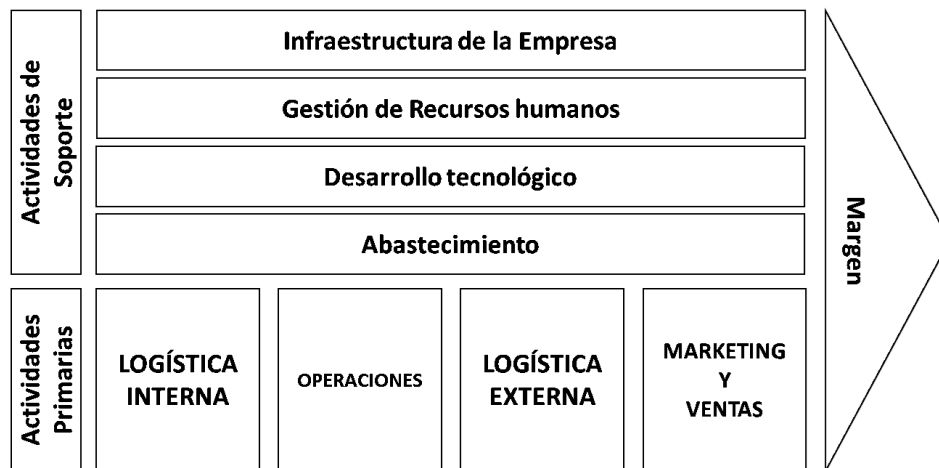 Actividades de
Soporte
Infraestructura de la Empresa
Gestión de Recursos humanos
Desarrollo tecnológico
Abastecimiento
Actividades
Primarias
LOGÍSTICA
INTERNA
OPERACIONES
LOGÍSTICA
EXTERNA
MARKETING
Y
VENTAS
Margen